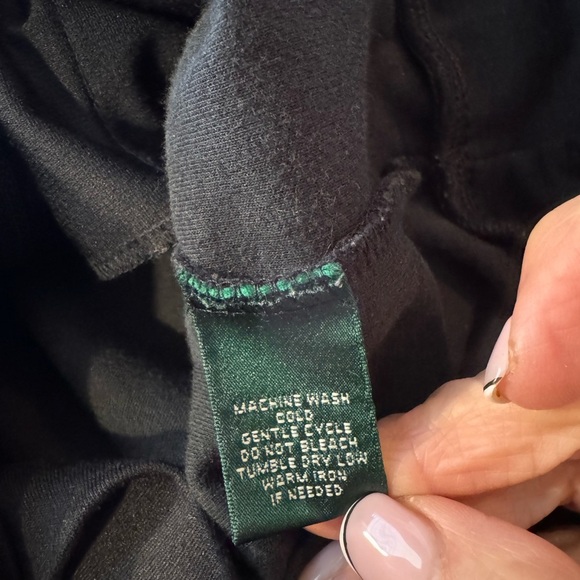 MACHINE WASH
COLD
GENTLE CYCLE
DO NOT BLEACH
TUMBLE DRY LOW
WARM IRON
IF NEEDED